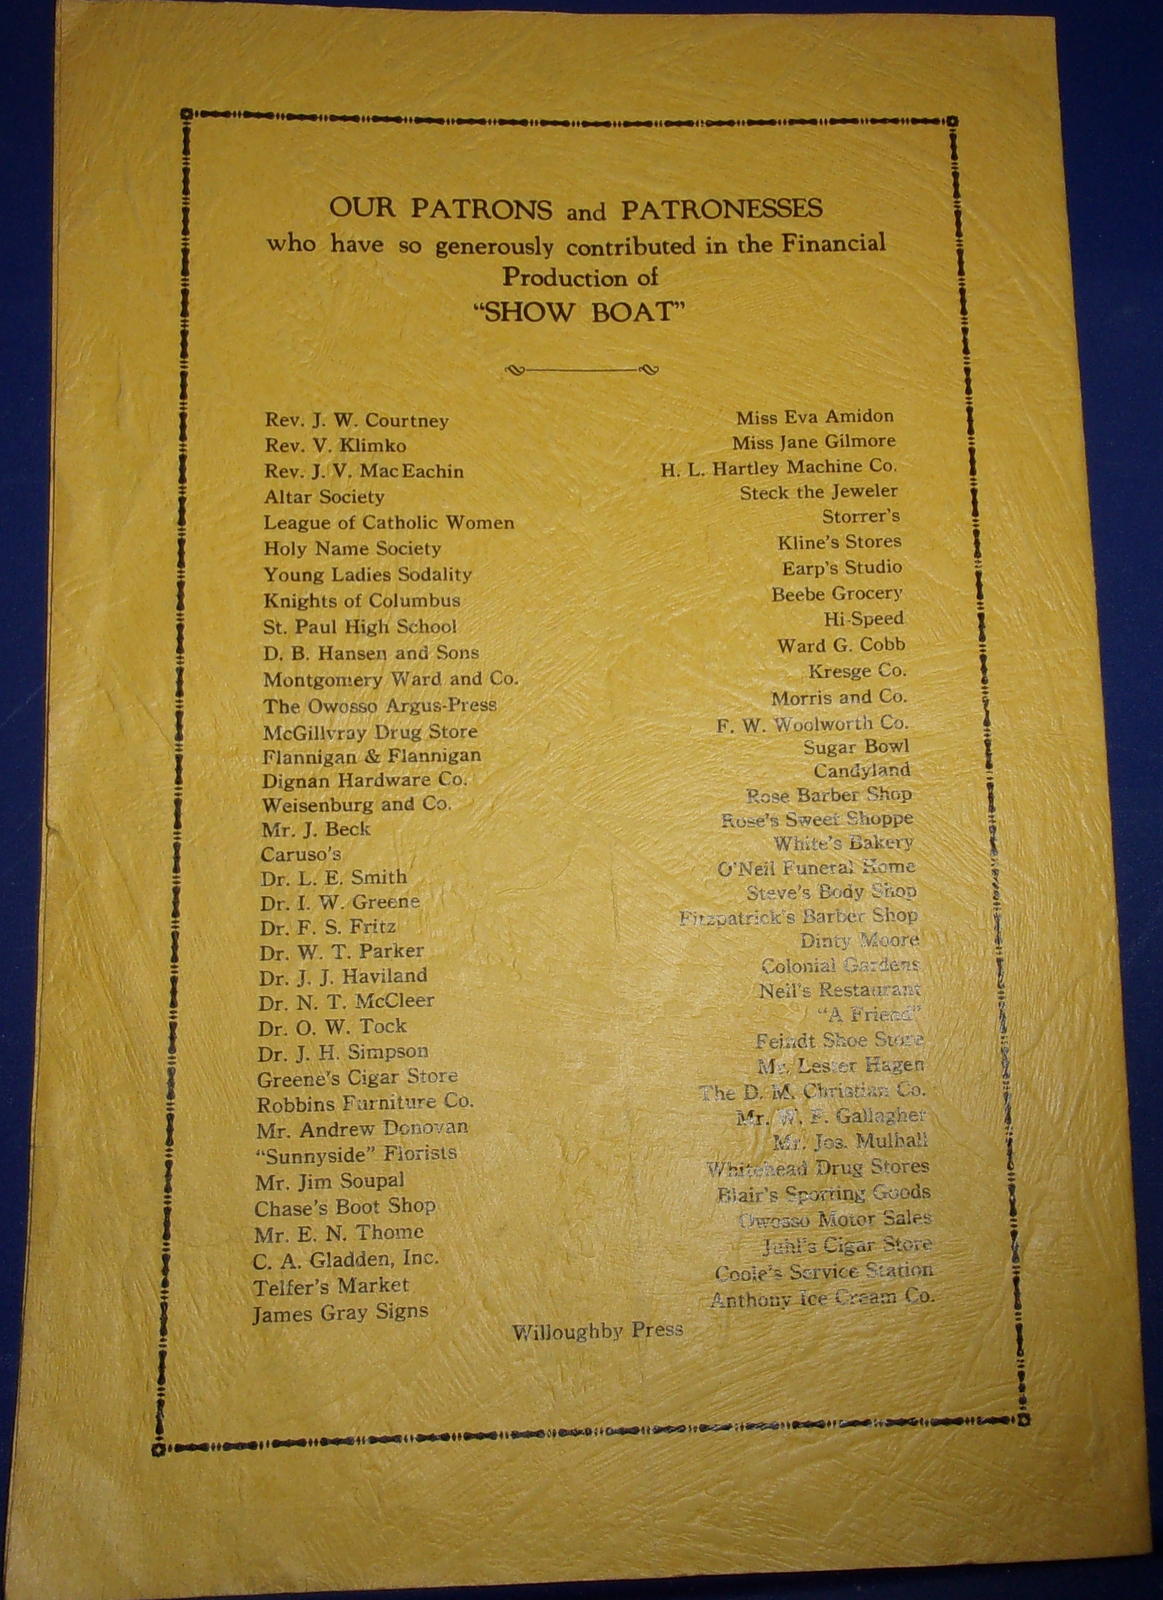 OUR PATRONS and PATRONESSES
who have so generously contributed in the Financial
Production of
“SHOW BOAT”
Rev. J. W. Courtney
Rev. V. Klimko
Rev. J. V. MacEachin
Altar Society
League of Catholic Women
Holy Name Society
Young Ladies Sodality
Knights of Columbus
St. Paul High School
D. B. Hansen and Sons
Montgomery Ward and Co.
The Owosso Argus-Press
McGillvray Drug Store
Flannigan & Flannigan
Dignan Hardware Co.
Weisenburg and Co.
Mr. J. Beck
Caruso's
Dr. L. E. Smith
Dr. I. W. Greene
Dr. F. S. Fritz
Dr. W. T. Parker
Dr. J. J. Haviland
Dr. N. T. McCleer
Dr. O. W. Tock
Dr. J. H. Simpson
Greene's Cigar Store
Robbins Furniture Co.
Mr. Andrew Donovan
“Sunnyside” Florists
Mr. Jim Soupal
Chase's Boot Shop
Mr. E. N. Thome
C. A. Gladden, Inc.
Telfer's Market
James Gray Signs
Miss Eva Amidon
Miss Jane Gilmore
H. L. Hartley Machine Co.
Steck the Jeweler
Storrer's
Kline's Stores
Earp's Studio
Beebe Grocery
Hi-Speed
Ward G. Cobb
Kresge Co.
Morris and Co.
F. W. Woolworth Co.
Sugar Bowl
Candyland
Rose Barber Shop
Rose's Sweet Shoppe
White's Bakery
O'Neil Funeral Home
Steve's Body Shop
Fitzpatrick's Barber Shop
Dinty Moore
Colonial Gardens
Neil's Restaurant
“A Friend”
Feindt Shoe Store
Mr. Lester Hagen
The D. M. Christian Co.
Mr. W. F. Gallagher
Mr. Jos. Mulhall
Whitehead Drug Stores
Blair's Sporting Goods
Owosso Motor Sales
Juhl's Cigar Store
Coole's Service Station
Anthony Ice Cream Co.
Willoughby Press